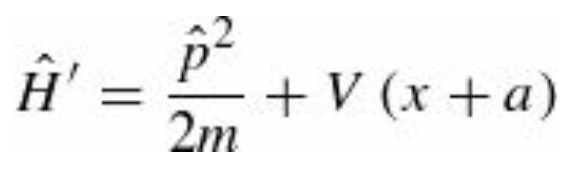 Ĥ′ = p̂²/2m + V (x + a)